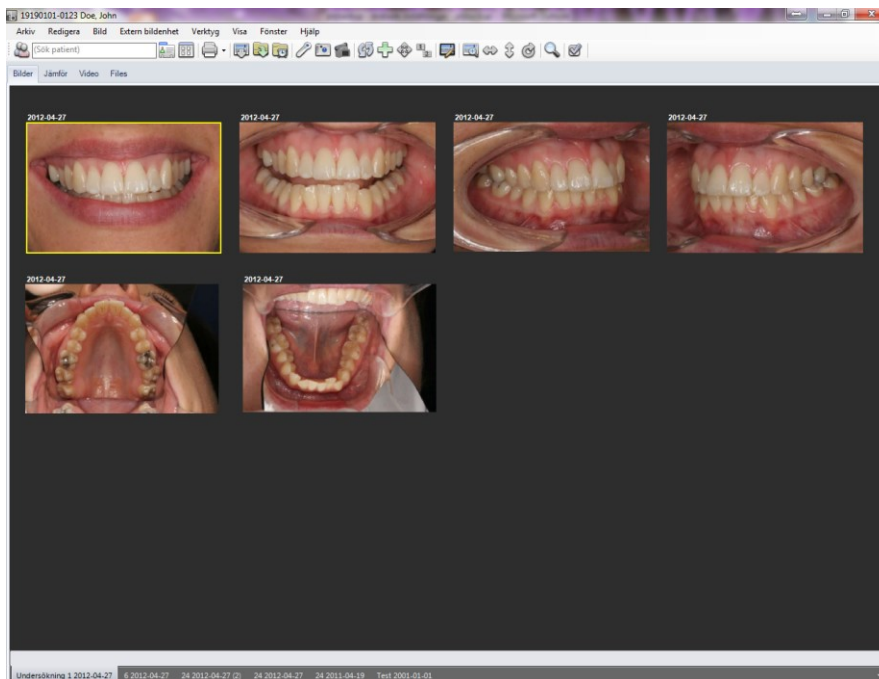 19190101-0123 Doe, John
Arkiv Redigera Bild Extern bildenhet Verktyg Visa Fönster Hjälp
(Sök patient)
Bilder Jämför Video Files
2012-04-27 2012-04-27 2012-04-27 2012-04-27
2012-04-27 2012-04-27
Undersökning 1 2012-04-27 6 2012-04-27 24 2012-04-27 (2) 24 2012-04-27 24 2011-04-19 Test 2001-01-01